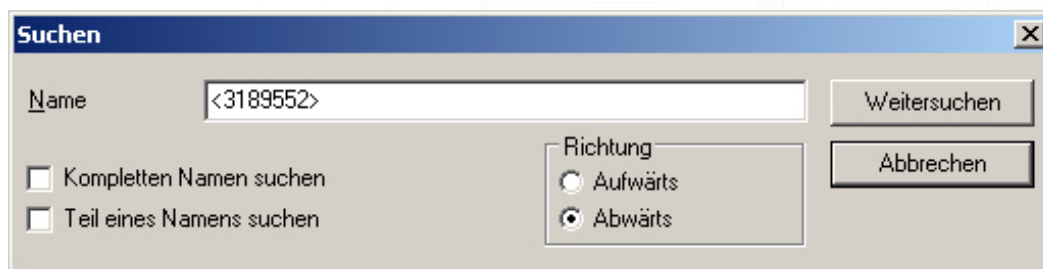 Suchen
Name <3189552> Weitersuchen
Richtung
Abbrechen
Kompletten Namen suchen Aufwärts
Teil eines Namens suchen Abwärts